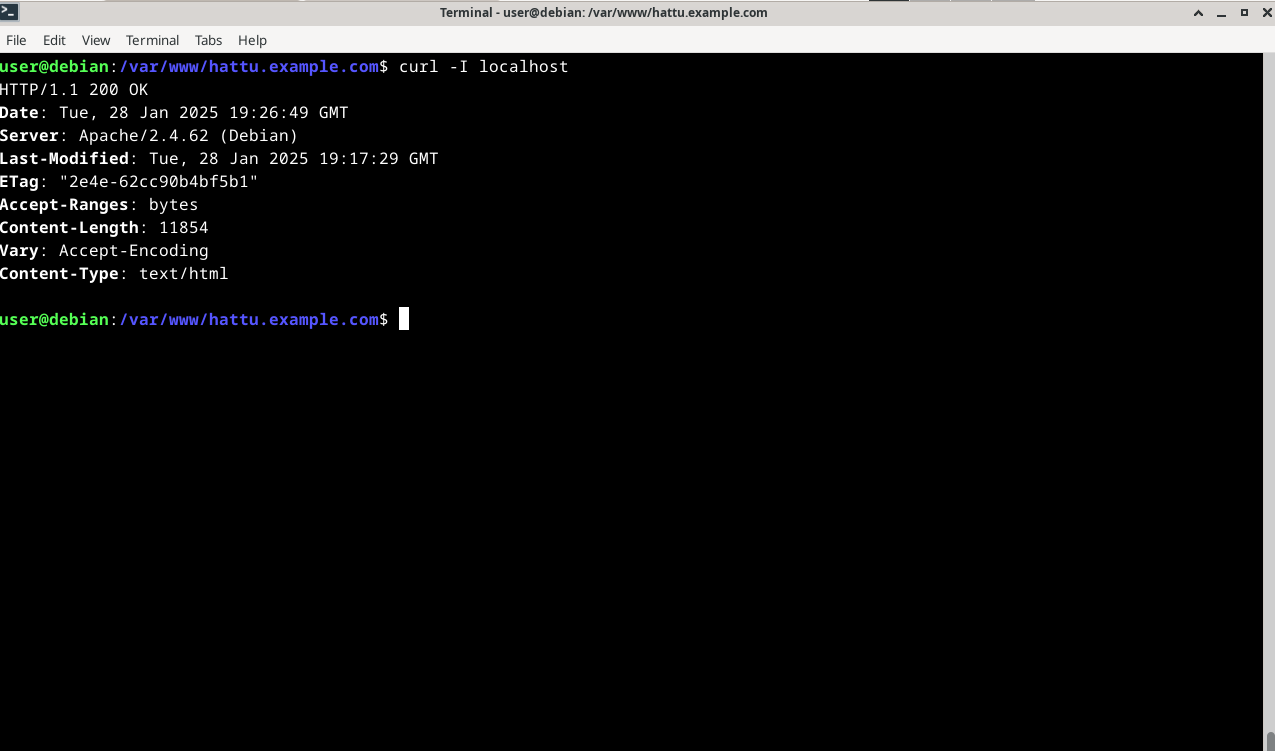 Terminal - user@debian: /var/www/hattu.example.com
File Edit View Terminal Tabs Help
user@debian:/var/www/hattu.example.com$ curl -I localhost
HTTP/1.1 200 OK
Date: Tue, 28 Jan 2025 19:26:49 GMT
Server: Apache/2.4.62 (Debian)
Last-Modified: Tue, 28 Jan 2025 19:17:29 GMT
ETag: "2e4e-62cc90b4bf5b1"
Accept-Ranges: bytes
Content-Length: 11854
Vary: Accept-Encoding
Content-Type: text/html
user@debian:/var/www/hattu.example.com$